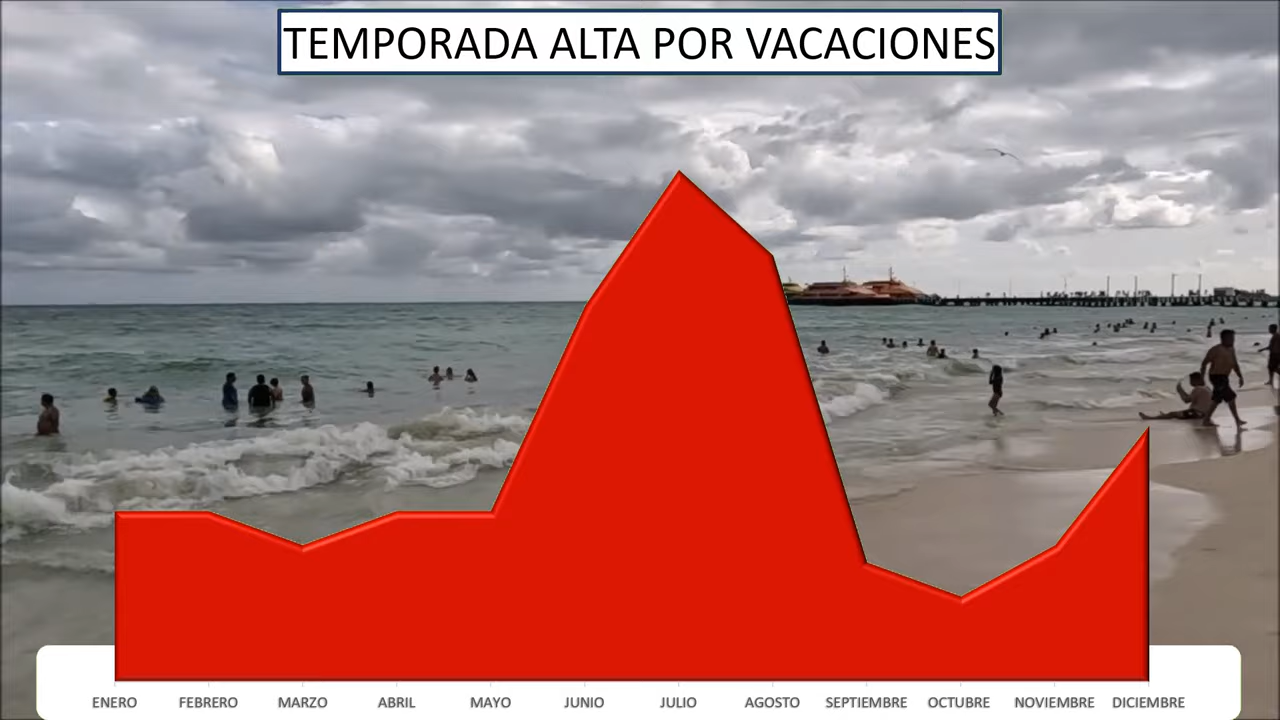 TEMPORADA ALTA POR VACACIONES
ENERO FEBRERO MARZO ABRIL MAYO JUNIO JULIO AGOSTO SEPTIEMBRE OCTUBRE NOVIEMBRE DICIEMBRE